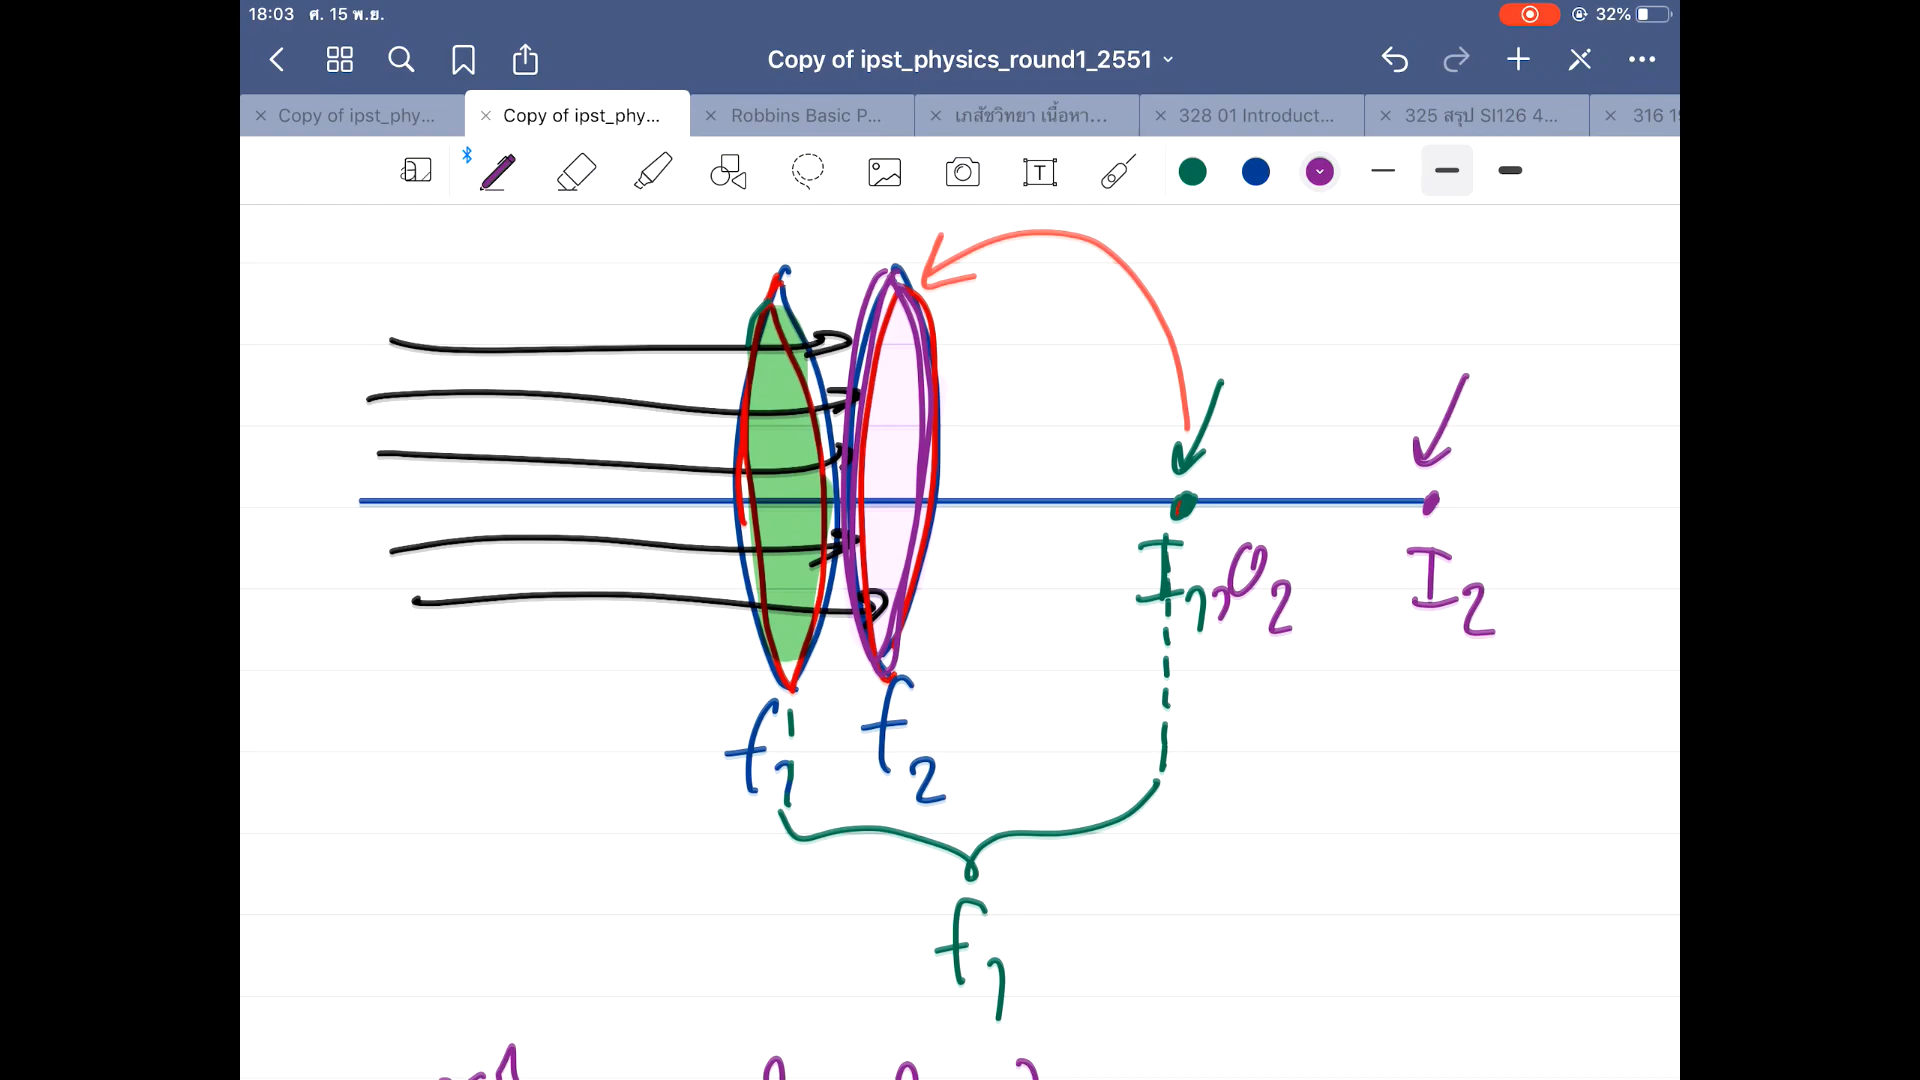 18:03 ศ. 15 พ.ย. 32%
Copy of ipst_physics_round1_2551
Copy of ipst_phy... Copy of ipst_phy... Robbins Basic P... เภสัชวิทยา เนื้อหา... 328 01 Introduct... 325 สรุป SI126 4... 316
T
I1, O2 I2
f1 f2
f1